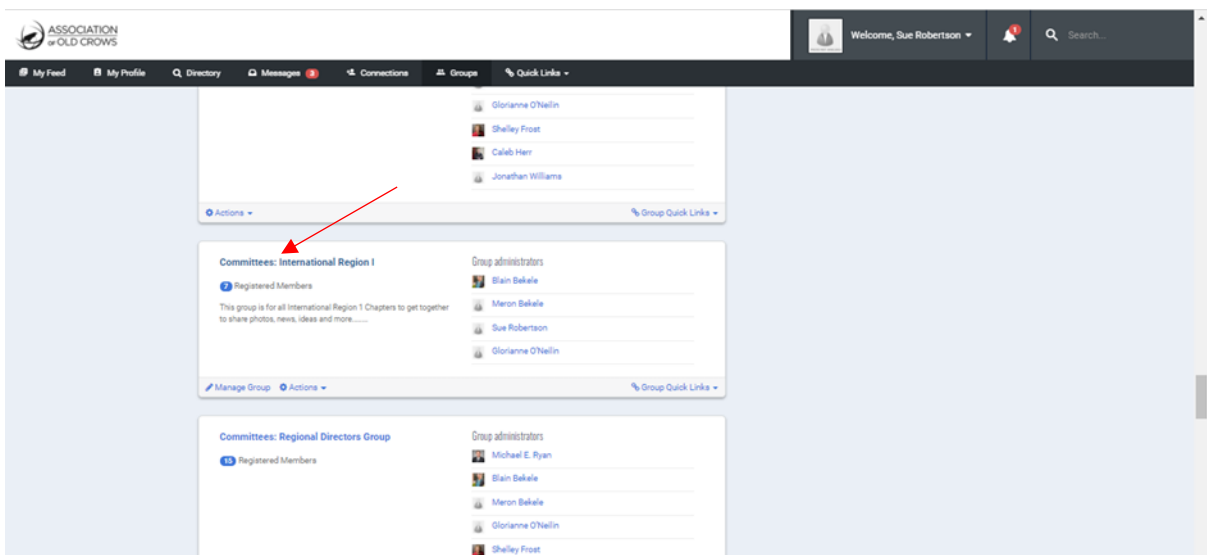 ASSOCIATION
OF OLD CROWS
Welcome, Sue Robertson
1
Search...
My Feed
My Profile
Directory
Messages 2
Connections
Groups
Quick Links
Glorianne O'Neilin
Shelley Frost
Caleb Herr
Jonathan Williams
Actions
Group Quick Links
Committees: International Region I
7 Registered Members
This group is for all International Region 1 Chapters to get together
to share photos, news, ideas and more........
Group administrators
Blain Bekele
Meron Bekele
Sue Robertson
Glorianne O'Neilin
Manage Group
Actions
Group Quick Links
Committees: Regional Directors Group
15 Registered Members
Group administrators
Michael E. Ryan
Blain Bekele
Meron Bekele
Glorianne O'Neilin
Shelley Frost